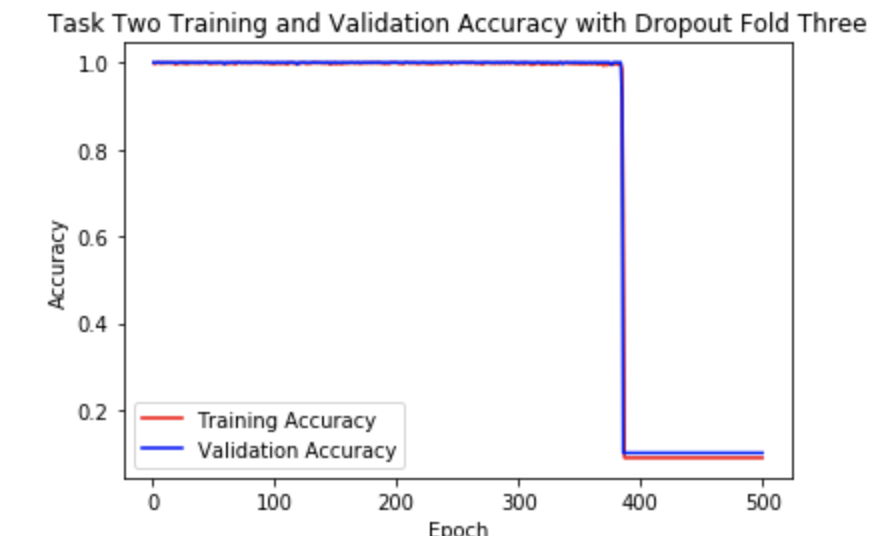 Task Two Training and Validation Accuracy with Dropout Fold Three
1.0
0.8
0.6
0.4
0.2
Accuracy
Training Accuracy
Validation Accuracy
0 100 200 300 400 500
Epoch